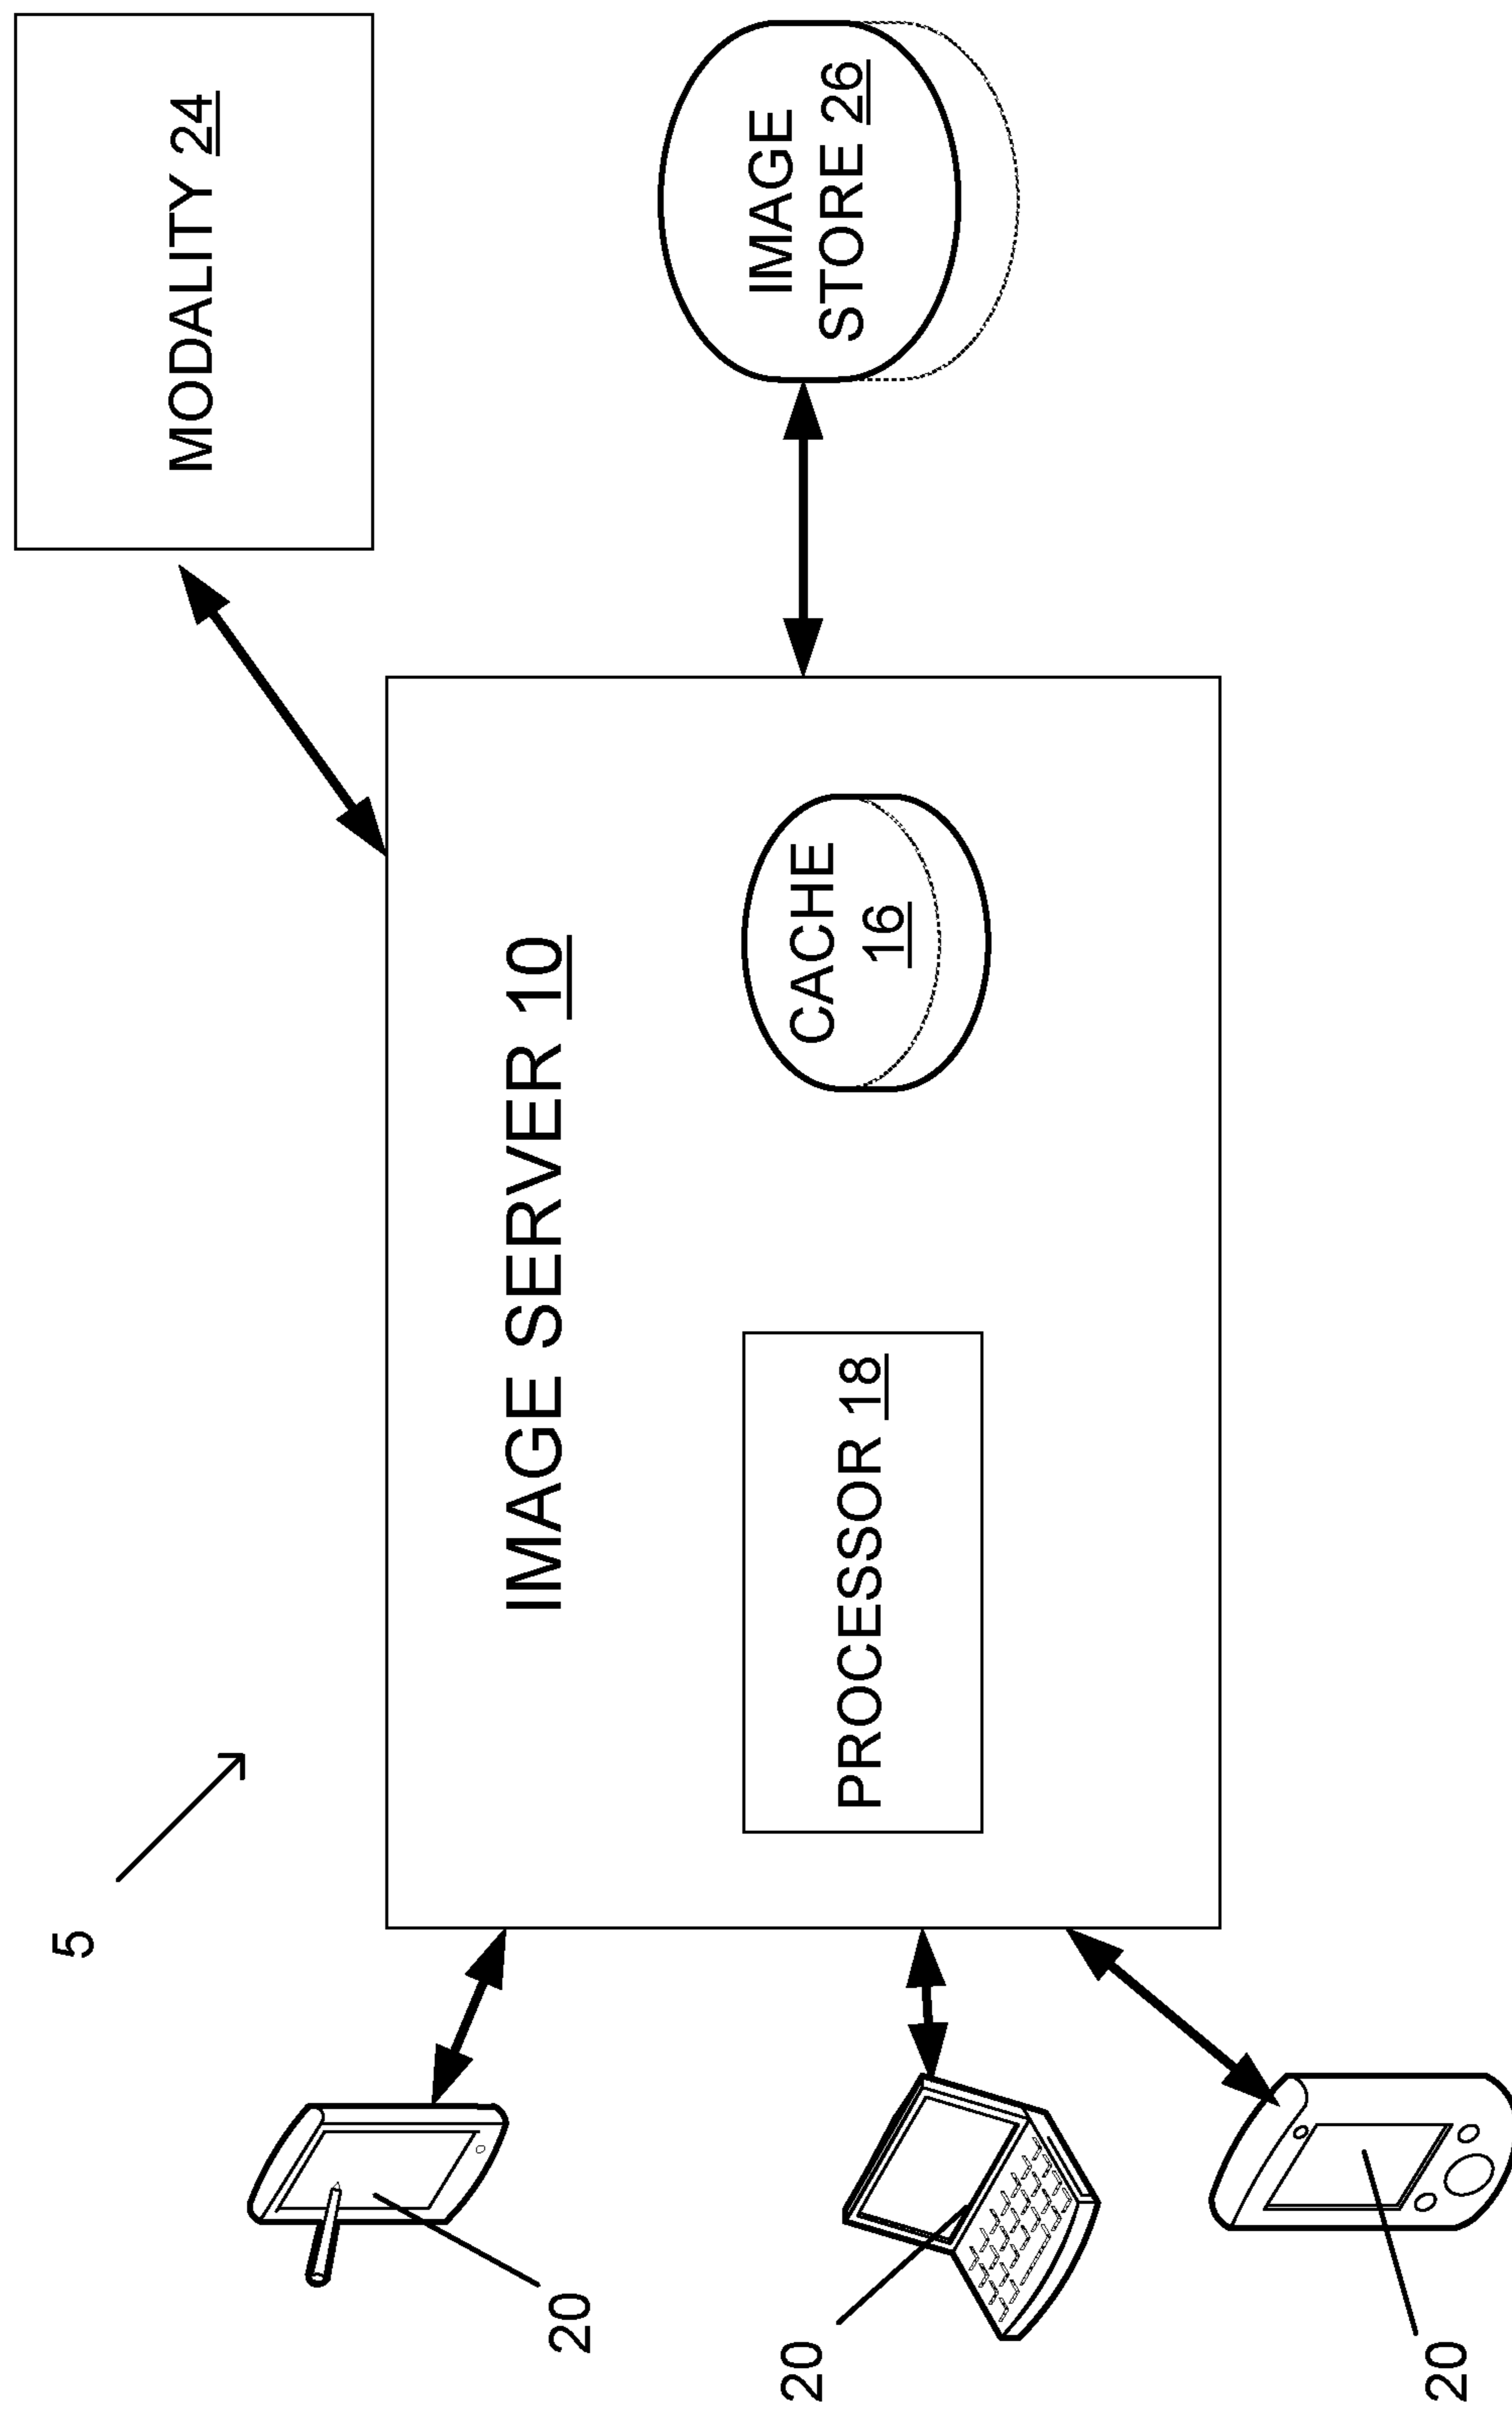 5
MODALITY 24
IMAGE SERVER 10
IMAGE
STORE 26
CACHE
16
PROCESSOR 18
20
20
20